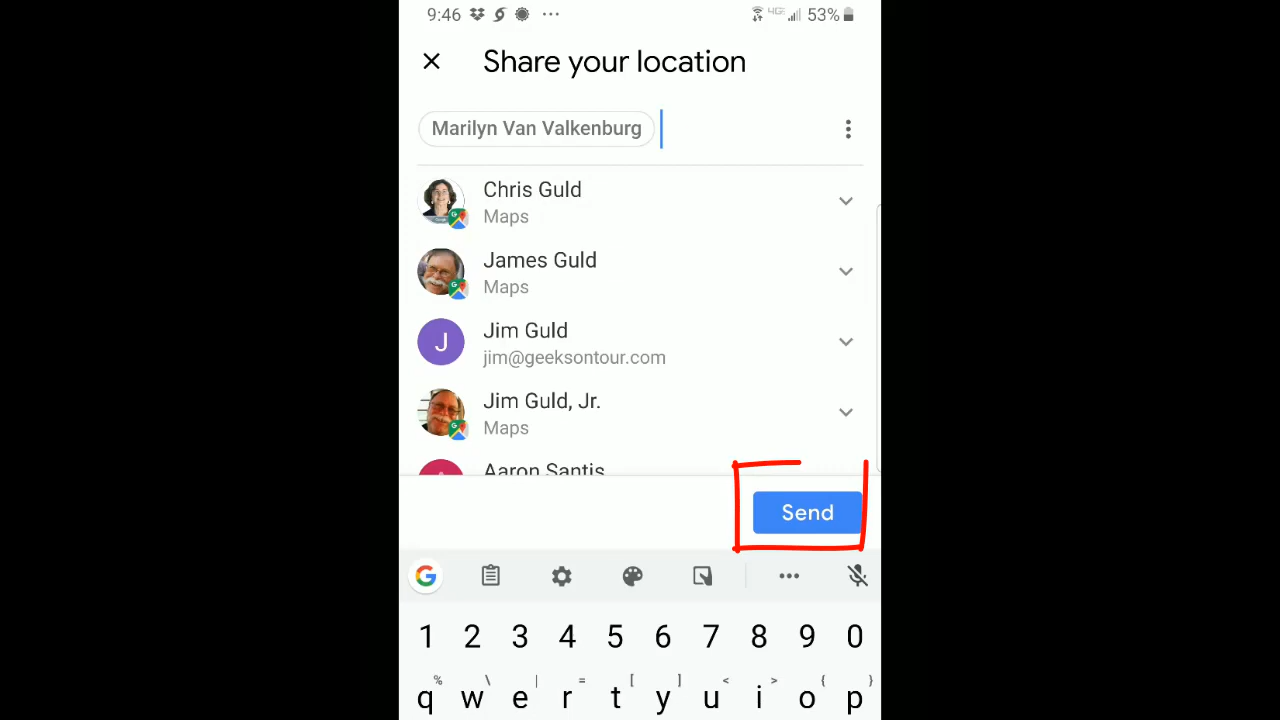 9:46 ... 4GE 53%
Share your location
Marilyn Van Valkenburg
Chris Guld
Maps
James Guld
Maps
J
Jim Guld
jim@geeksontour.com
Jim Guld, Jr.
Maps
Aaron Santis
Send
G
1 2 3 4 5 6 7 8 9 0
% \ | = [ ] < > { }
q w e r t y u i o p